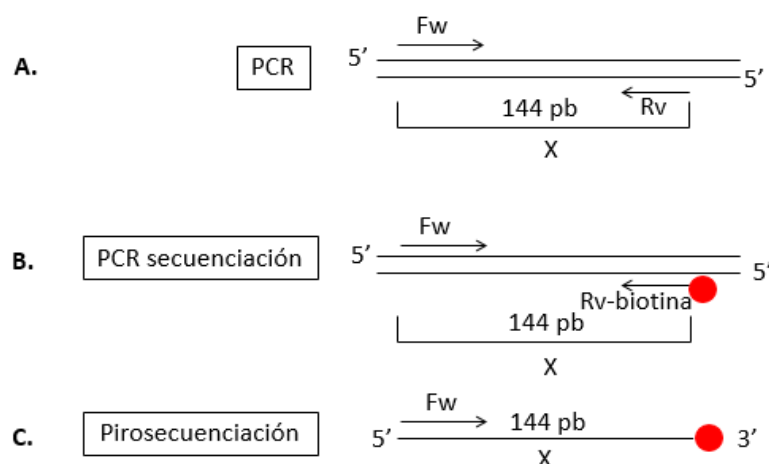 Fw
A. PCR 5’ 5’
144 pb Rv
X
Fw
B. PCR secuenciación 5’ 5’
Rv-biotina
144 pb
X
Fw 144 pb
C. Pirosecuenciación 5’ 3’
X